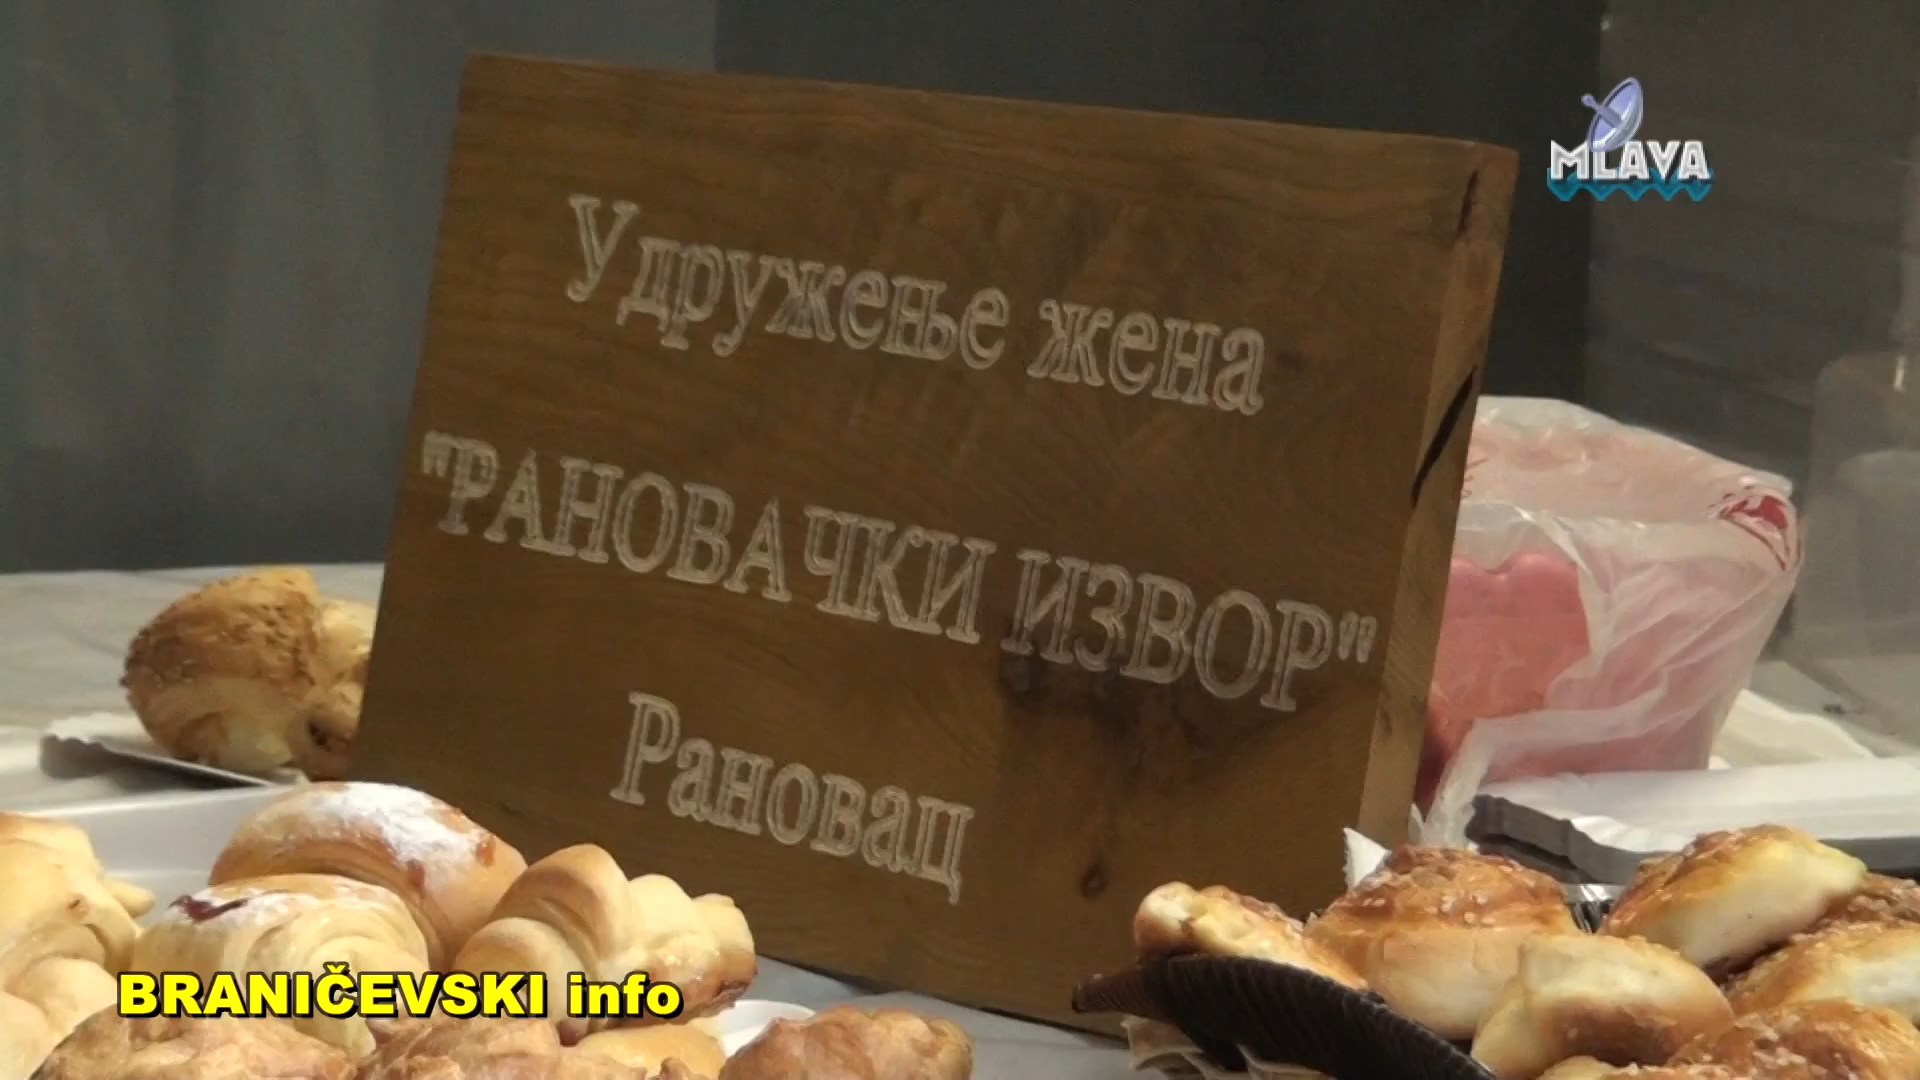 MLAVA
Удружење жена
"РАНОВАЧКИ ИЗВОР"
Рановац
BRANIČEVSKI info